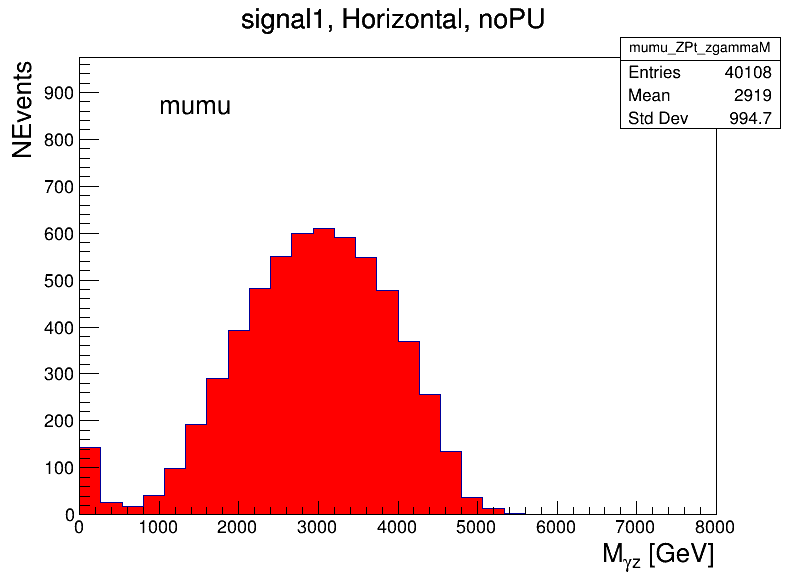 signal1, Horizontal, noPU
mumu_ZPt_zgammaM
Entries 40108
Mean 2919
Std Dev 994.7
NEvents
mumu
900
800
700
600
500
400
300
200
100
0
0 1000 2000 3000 4000 5000 6000 7000 8000
Mγz [GeV]